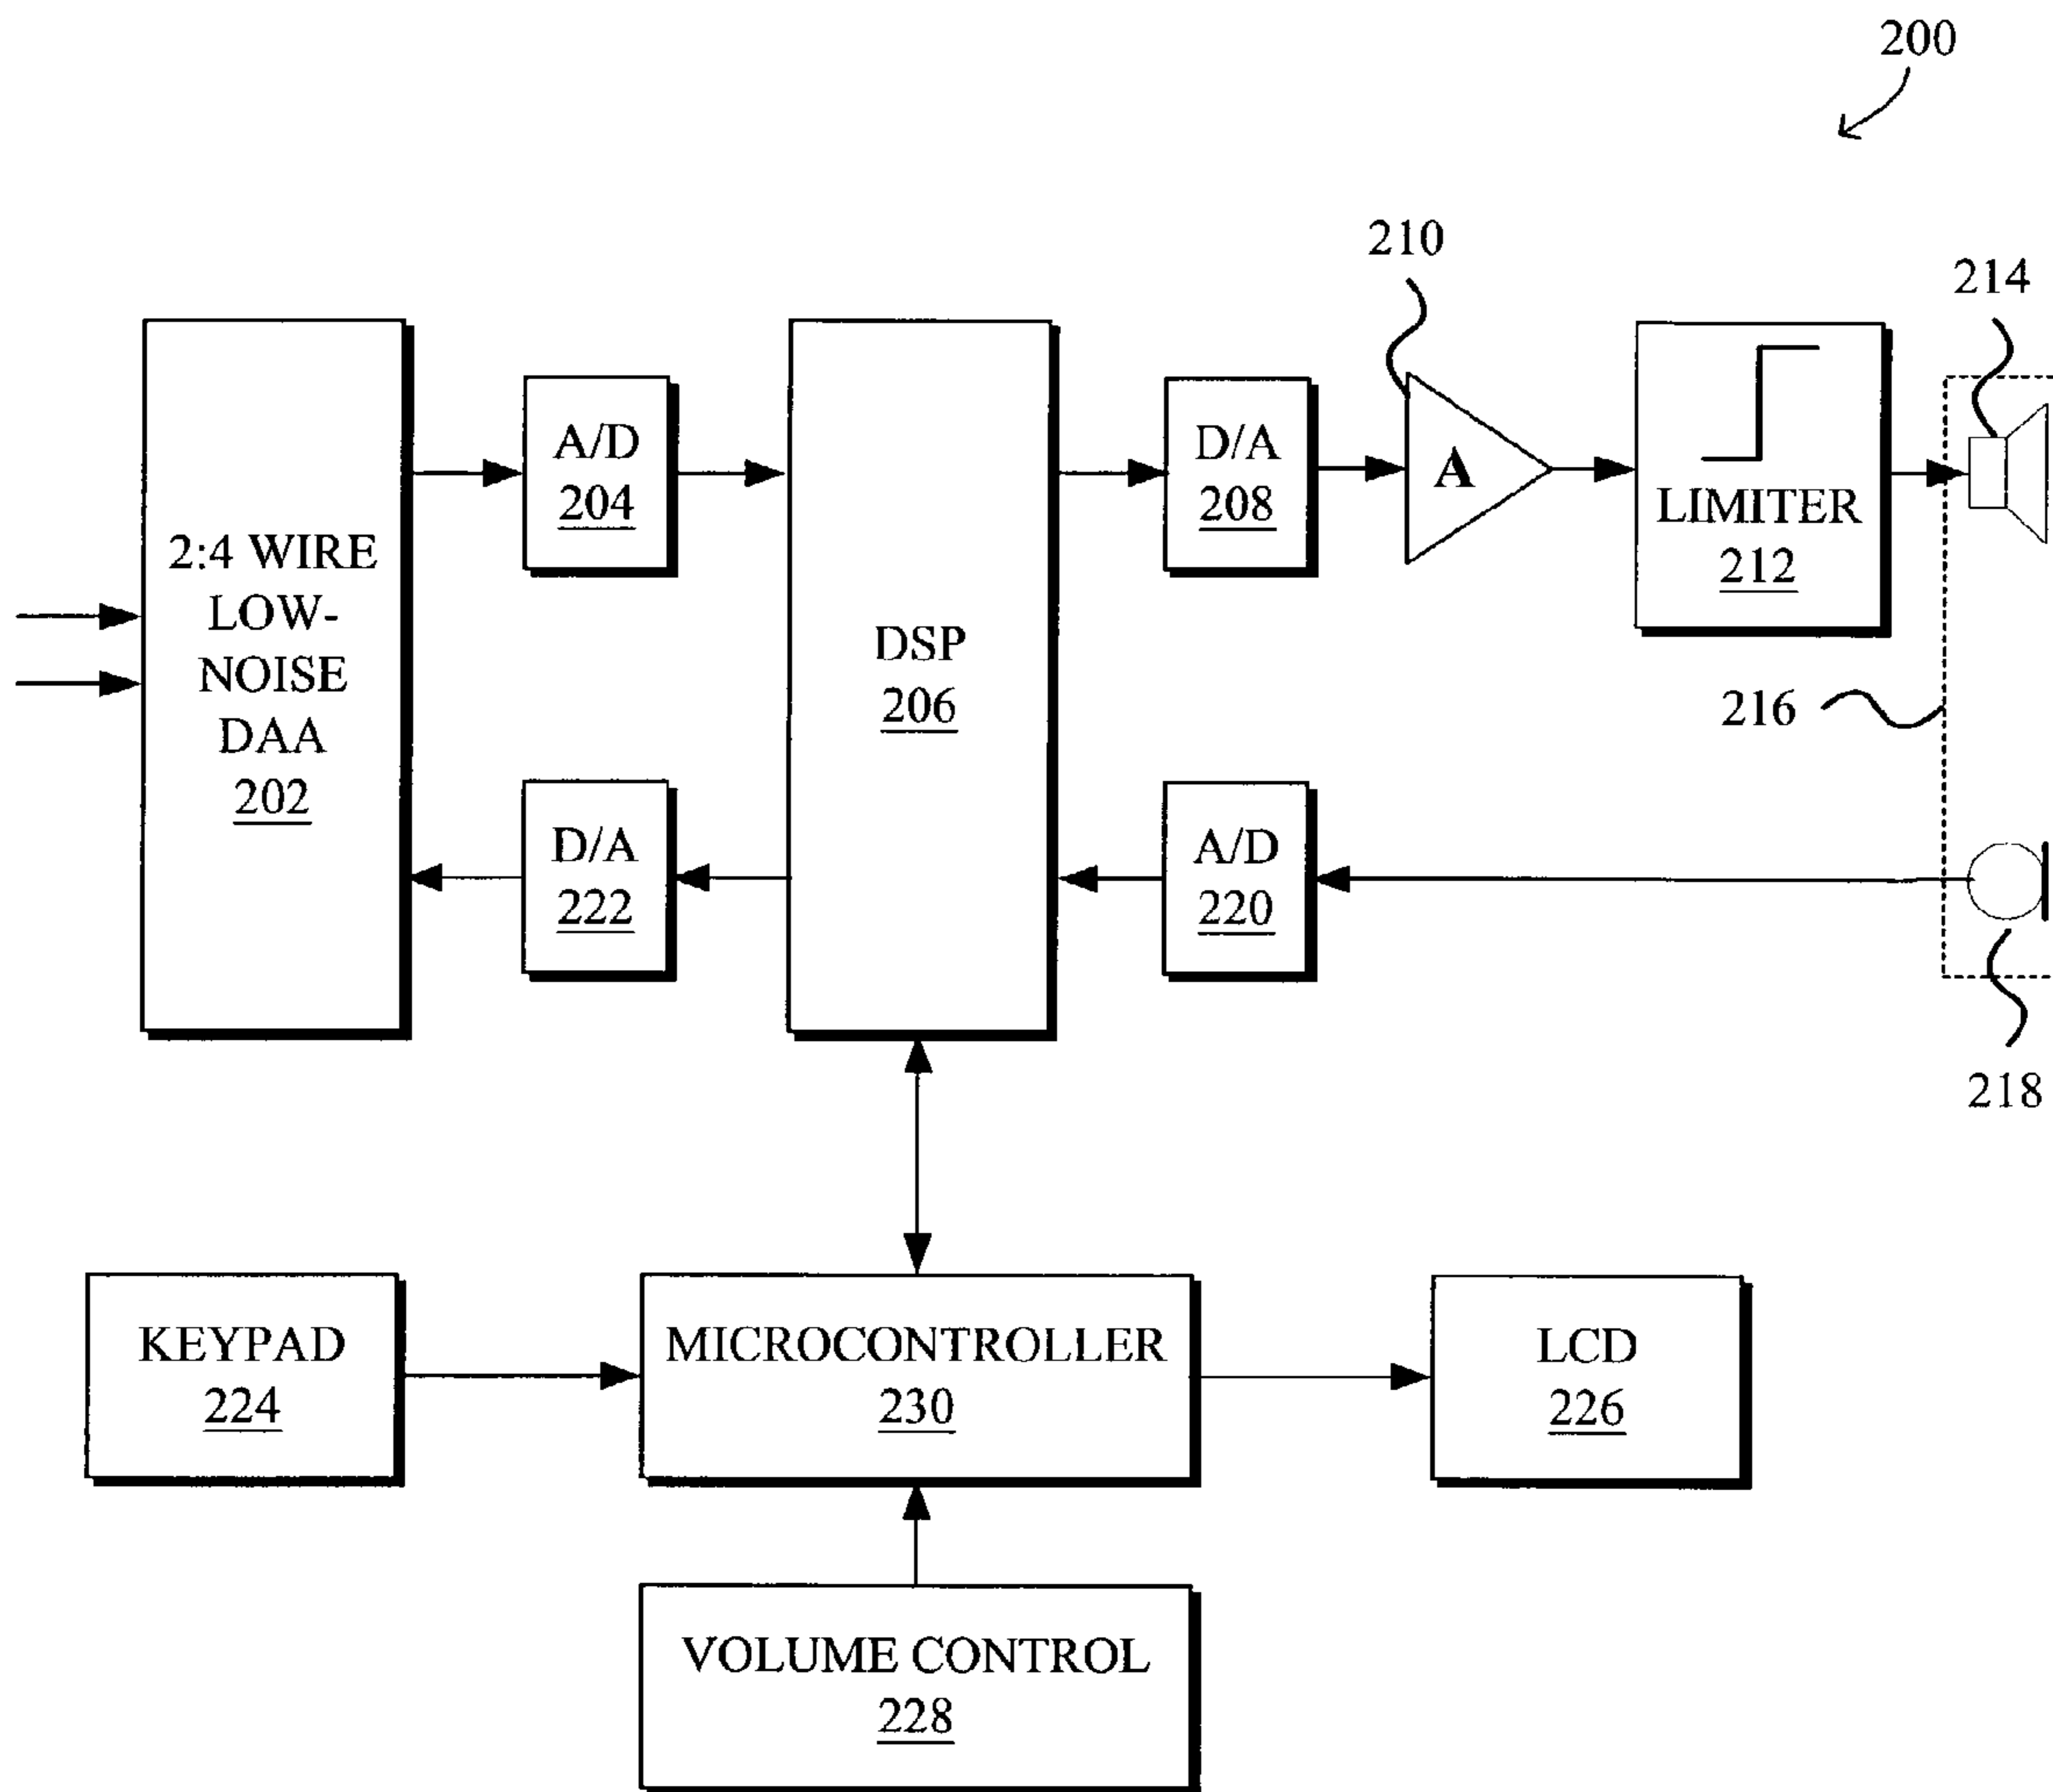 200
210
214
A/D
204
D/A
208
A
LIMITER
212
2:4 WIRE
LOW-
NOISE
DAA
202
DSP
206
216
D/A
222
A/D
220
218
KEYPAD
224
MICROCONTROLLER
230
LCD
226
VOLUME CONTROL
228